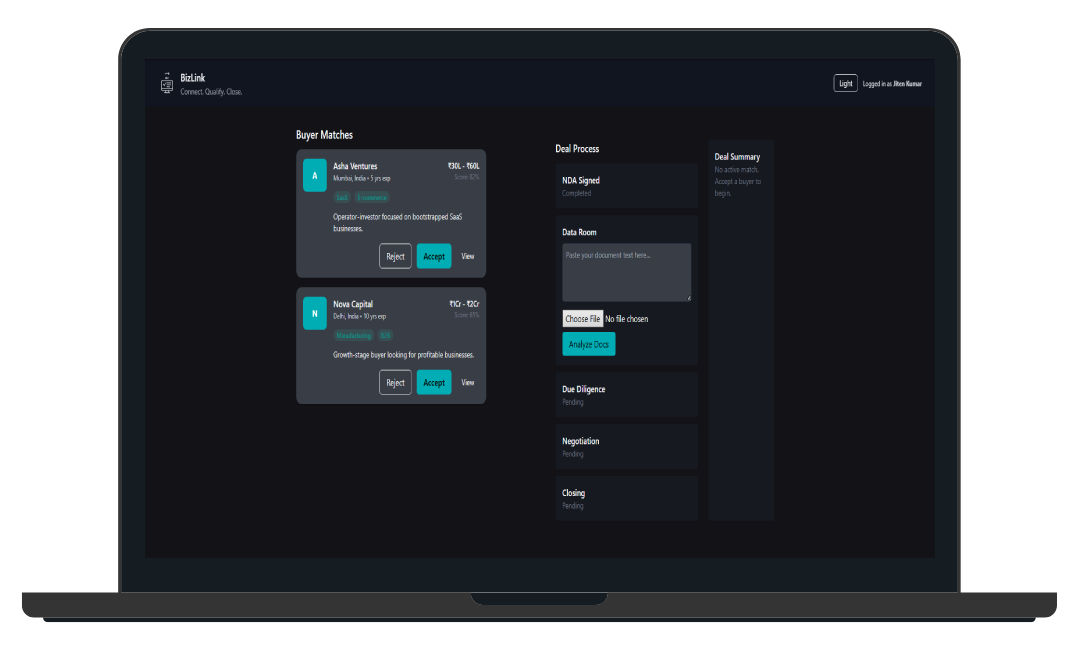 BizLink
Connect. Qualify. Close.
Light
Logged in as Jiten Kumar
Buyer Matches
A
Asha Ventures
₹30L - ₹60L
Mumbai, India • 5 yrs exp
Score: 82%
SaaS
E-commerce
Operator-investor focused on bootstrapped SaaS
businesses.
Reject
Accept
View
N
Nova Capital
₹1Cr - ₹2Cr
Delhi, India • 10 yrs exp
Score: 89%
Manufacturing
B2B
Growth-stage buyer looking for profitable businesses.
Reject
Accept
View
Deal Process
NDA Signed
Completed
Data Room
Paste your document text here...
Choose File
No file chosen
Analyze Docs
Due Diligence
Pending
Negotiation
Pending
Closing
Pending
Deal Summary
No active match.
Accept a buyer to
begin.